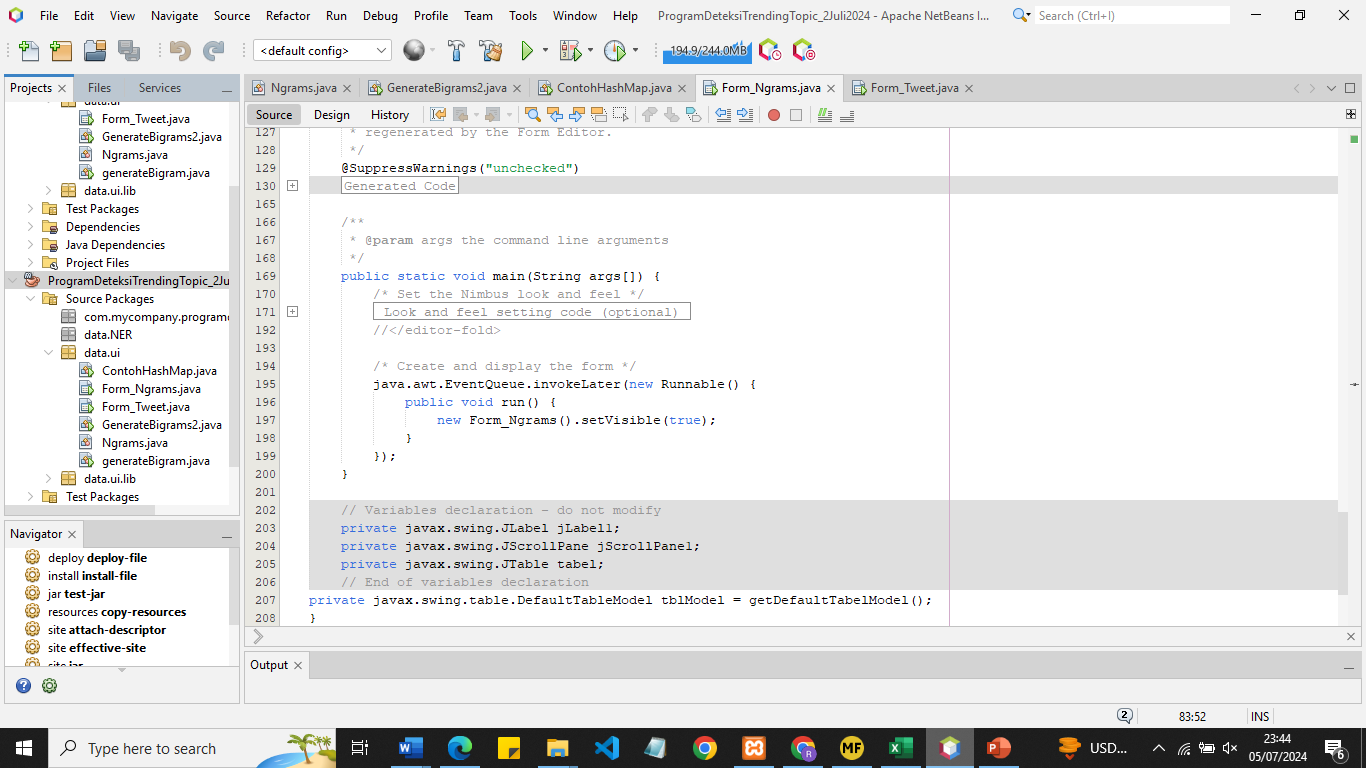 File Edit View Navigate Source Refactor Run Debug Profile Team Tools Window Help ProgramDeteksiTrendingTopic_2Juli2024 - Apache NetBeans I... Search (Ctrl+I)
<default config> 194.9/244.0MB
Projects Files Services
Ngrams.java GenerateBigrams2.java ContohHashMap.java Form_Ngrams.java Form_Tweet.java
Source Design History
data.ui
Form_Tweet.java
GenerateBigrams2.java
Ngrams.java
generateBigram.java
data.ui.lib
Test Packages
Dependencies
Java Dependencies
Project Files
ProgramDeteksiTrendingTopic_2Ju
Source Packages
com.mycompany.program
data.NER
data.ui
ContohHashMap.java
Form_Ngrams.java
Form_Tweet.java
GenerateBigrams2.java
Ngrams.java
generateBigram.java
data.ui.lib
Test Packages
Navigator
deploy deploy-file
install install-file
jar test-jar
resources copy-resources
site attach-descriptor
site effective-site
site jar
127 * regenerated by the Form Editor.
128 */
129 @SuppressWarnings("unchecked")
130 Generated Code
165
166 /**
167 * @param args the command line arguments
168 */
169 public static void main(String args[]) {
170 /* Set the Nimbus look and feel */
171 Look and feel setting code (optional)
192 //</editor-fold>
193
194 /* Create and display the form */
195 java.awt.EventQueue.invokeLater(new Runnable() {
196 public void run() {
197 new Form_Ngrams().setVisible(true);
198 }
199 });
200 }
201
202 // Variables declaration - do not modify
203 private javax.swing.JLabel jLabel1;
204 private javax.swing.JScrollPane jScrollPane1;
205 private javax.swing.JTable tabel;
206 // End of variables declaration
207 private javax.swing.table.DefaultTableModel tblModel = getDefaultTabelModel();
208 }
Output
2 83:52 INS
Type here to search
USD...
23:44
05/07/2024
6